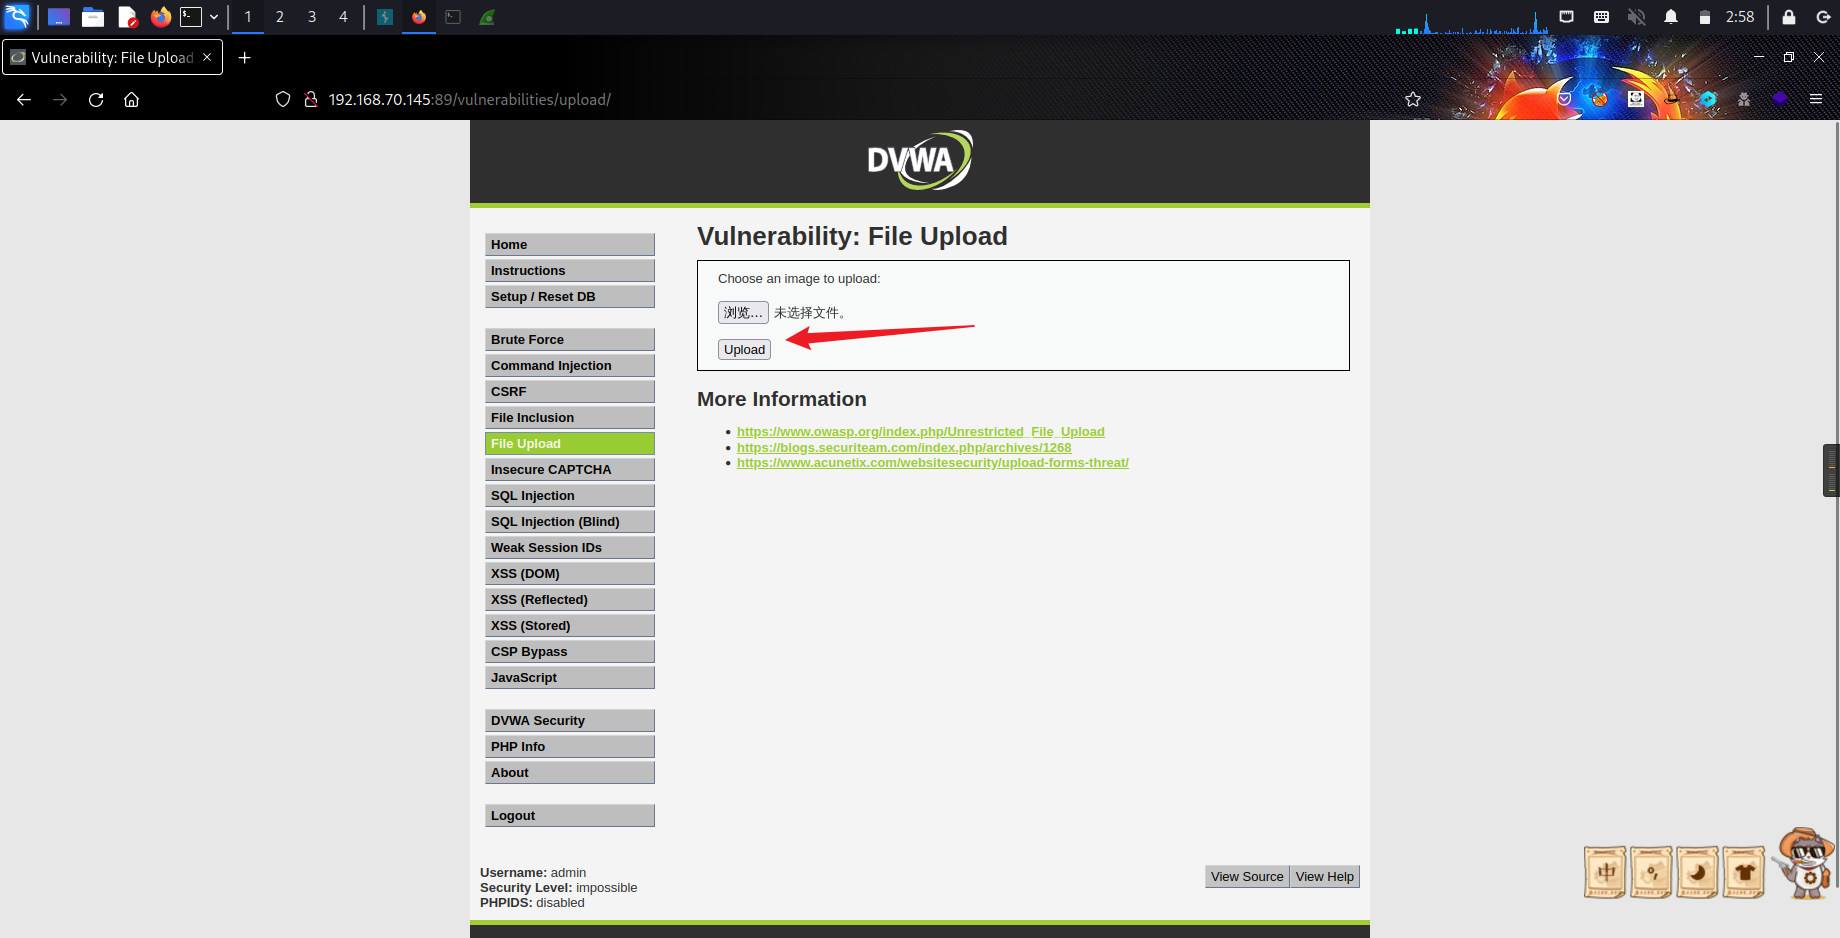 1 2 3 4
2:58
Vulnerability: File Upload
192.168.70.145:89/vulnerabilities/upload/
DVWA
Home
Instructions
Setup / Reset DB
Brute Force
Command Injection
CSRF
File Inclusion
File Upload
Insecure CAPTCHA
SQL Injection
SQL Injection (Blind)
Weak Session IDs
XSS (DOM)
XSS (Reflected)
XSS (Stored)
CSP Bypass
JavaScript
DVWA Security
PHP Info
About
Logout
Vulnerability: File Upload
Choose an image to upload:
浏览… 未选择文件。
Upload
More Information
https://www.owasp.org/index.php/Unrestricted_File_Upload
https://blogs.securiteam.com/index.php/archives/1268
https://www.acunetix.com/websitesecurity/upload-forms-threat/
Username: admin
Security Level: impossible
PHPIDS: disabled
View Source View Help
中